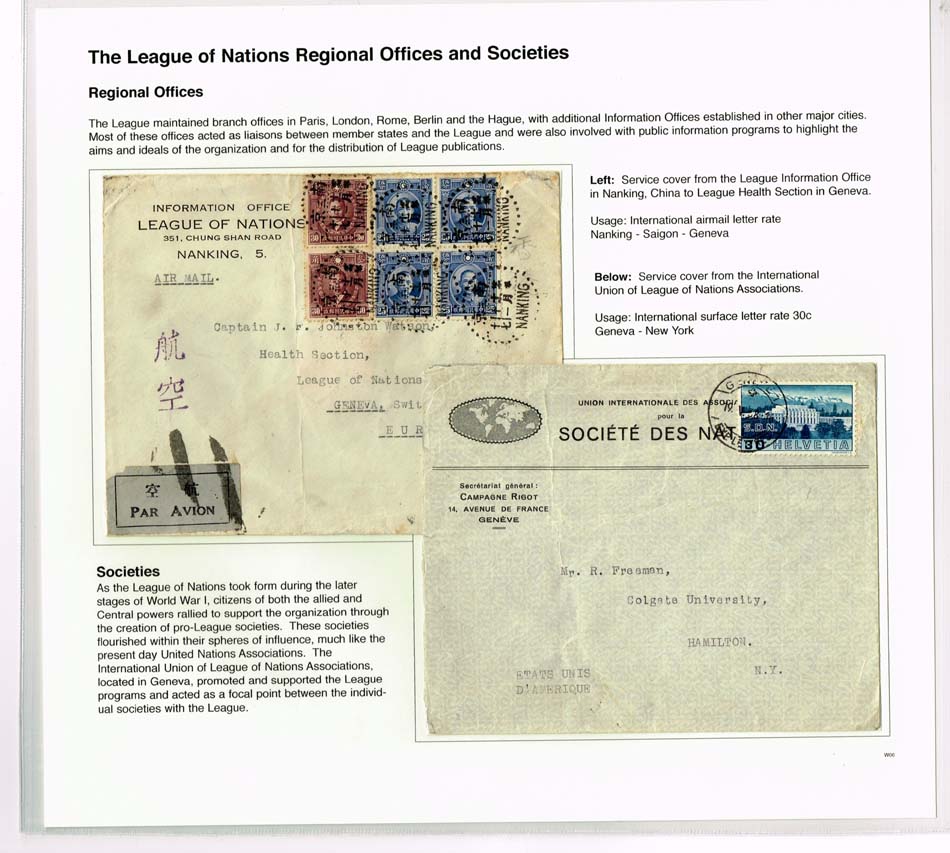 The League of Nations Regional Offices and Societies
Regional Offices
The League maintained branch offices in Paris, London, Rome, Berlin and the Hague, with additional Information Offices established in other major cities.
Most of these offices acted as liaisons between member states and the League and were also involved with public information programs to highlight the
aims and ideals of the organization and for the distribution of League publications.
Left: Service cover from the League Information Office
in Nanking, China to League Health Section in Geneva.
Usage: International airmail letter rate
Nanking - Saigon - Geneva
Below: Service cover from the International
Union of League of Nations Associations.
Usage: International surface letter rate 30c
Geneva - New York
INFORMATION OFFICE
LEAGUE OF NATIONS
351, CHUNG SHAN ROAD
NANKING, 5.
AIR MAIL.
30
25
25
30
25
25
NANKING
NANKING
NANKING
NANKING
Captain J. F. Johnston Watson,
Health Section,
League of Nations
GENEVA, Swit
EUR
航
空
空 航
PAR AVION
UNION INTERNATIONALE DES ASSOCIA
pour la
SOCIÉTÉ DES NAT
S.D.N.
30 HELVETIA
Secrétariat général:
CAMPAGNE RIGOT
14, AVENUE DE FRANCE
GENÈVE
Mr. R. Freeman,
Colgate University,
HAMILTON.
N.Y.
ETATS UNIS
D'AMERIQUE
Societies
As the League of Nations took form during the later
stages of World War I, citizens of both the allied and
Central powers rallied to support the organization through
the creation of pro-League societies. These societies
flourished within their spheres of influence, much like the
present day United Nations Associations. The
International Union of League of Nations Associations,
located in Geneva, promoted and supported the League
programs and acted as a focal point between the individ-
ual societies with the League.